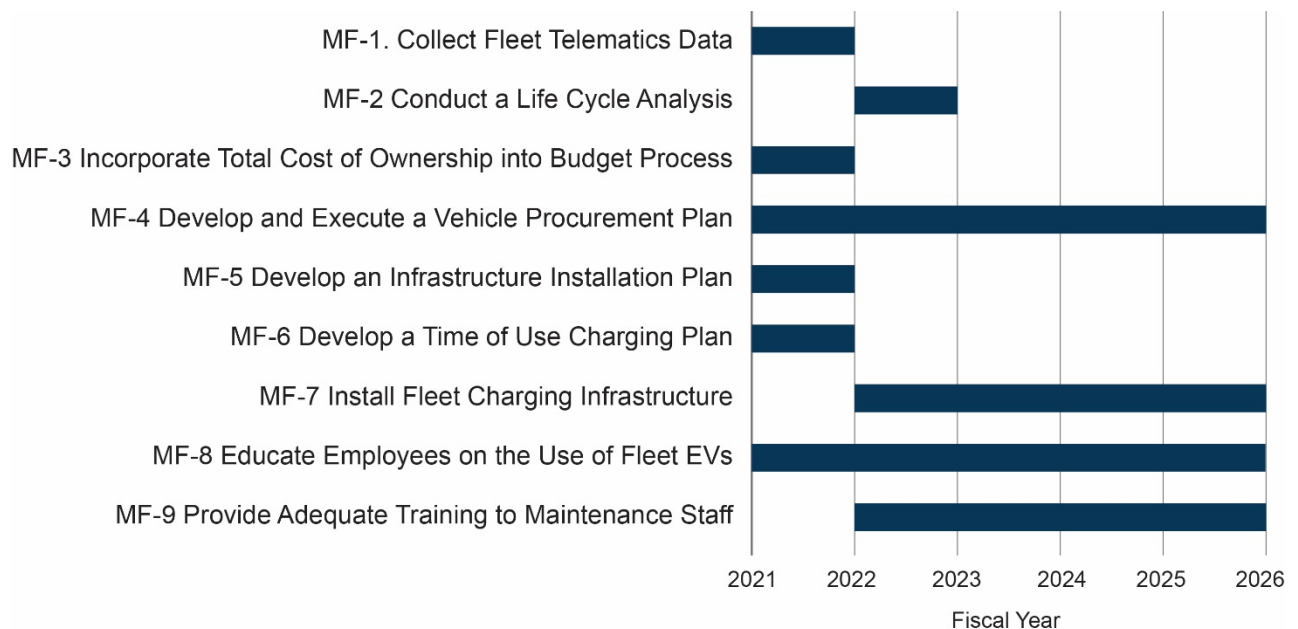 MF-1. Collect Fleet Telematics Data
MF-2 Conduct a Life Cycle Analysis
MF-3 Incorporate Total Cost of Ownership into Budget Process
MF-4 Develop and Execute a Vehicle Procurement Plan
MF-5 Develop an Infrastructure Installation Plan
MF-6 Develop a Time of Use Charging Plan
MF-7 Install Fleet Charging Infrastructure
MF-8 Educate Employees on the Use of Fleet EVs
MF-9 Provide Adequate Training to Maintenance Staff
2021 2022 2023 2024 2025 2026
Fiscal Year